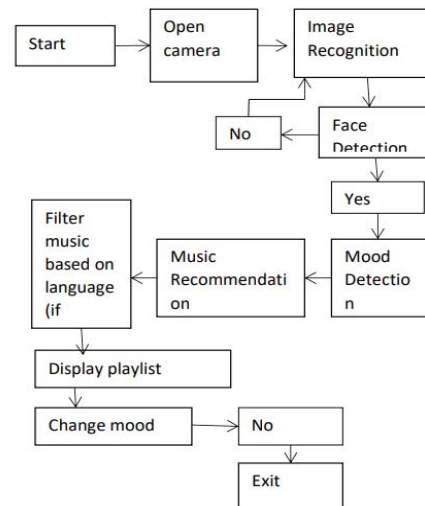 Start
Open
camera
Image
Recognition
No
Face
Detection
Yes
Filter
music
based on
language
(if
Music
Recommendati
on
Mood
Detectio
n
Display playlist
Change mood
No
Exit